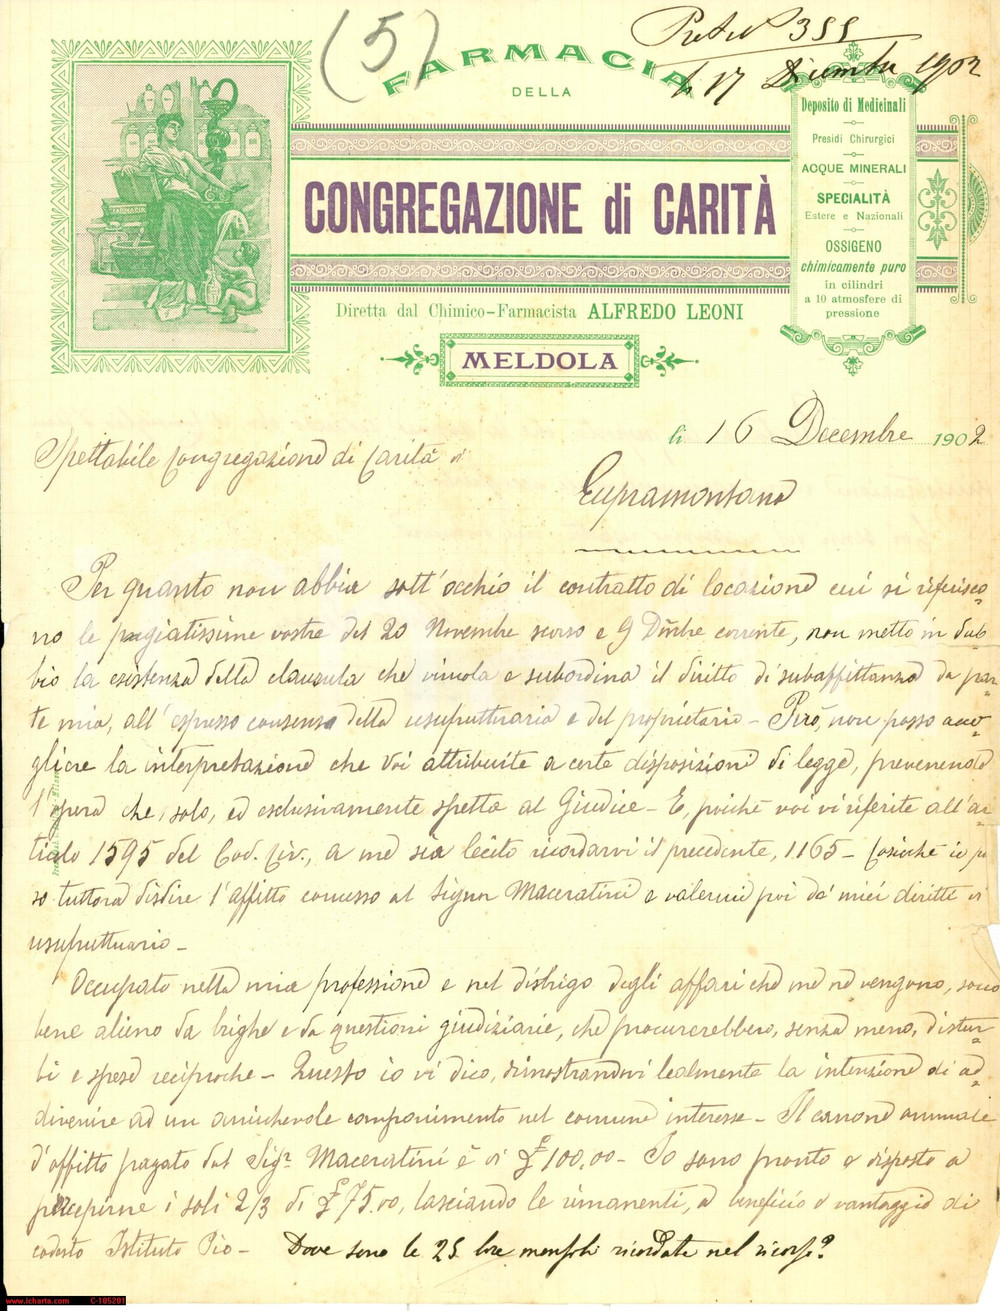 (5)
Prot. N° 355
li 17 Dicembre 1902
FARMACIA
DELLA
CONGREGAZIONE di CARITÀ
Diretta dal Chimico-Farmacista ALFREDO LEONI
MELDOLA
FARMACIA
Deposito di Medicinali
Presidi Chirurgici
ACQUE MINERALI
SPECIALITÀ
Estere e Nazionali
OSSIGENO
chimicamente puro
in cilindri
a 10 atmosfere di
pressione
li 16 Decembre 1902
Spettabile Congregazione di Carità di
Cupramontana
Per quanto non abbia sott'occhio il contratto di locazione cui si riferisco-
no le pregiatissime vostre del 20 Novembre scorso e 9 Dmbre corrente, non metto in dub-
bio la esistenza della clausula che vincola e subordina il diritto di subaffittanza da par-
te mia, all'espresso consenso della usufruttuaria e del proprietario - Però, non posso acco-
gliere la interpretazione che Voi attribuite a certe disposizioni di legge, prevenendo
l'opera che, solo, ed esclusivamente spetta al Giudice - E, poichè voi vi riferite all'ar-
ticolo 1595 del Cod. Civ., a me sia lecito ricordarvi il precedente, 1165 - Cosicchè io pos-
so tuttora disdire l'affitto concesso al Signor Maceratini e valermi poi de' miei diritti di
usufruttuario -
Occupato nella mia professione e nel disbrigo degli affari che me ne vengono, sono
bene alieno da brighe e da questioni giudiziarie, che procurerebbero, senza meno, distur-
bi e spese reciproche - Questo io vi dico, dimostrandovi lealmente la intenzione di ad-
divenire ad un amichevole componimento nel comune interesse - Il canone annuale
d'affitto pagato dal Sigr. Maceratini è di £ 100,00 - Io sono pronto e disposto a
percepirne i soli 2/3 di £ 75.00, lasciando le rimanenti, a beneficio e vantaggio di
codesto Istituto Pio - Dove sono le 25 lire mensili ricordate nel ricorso?
www.icharta.com C-105201